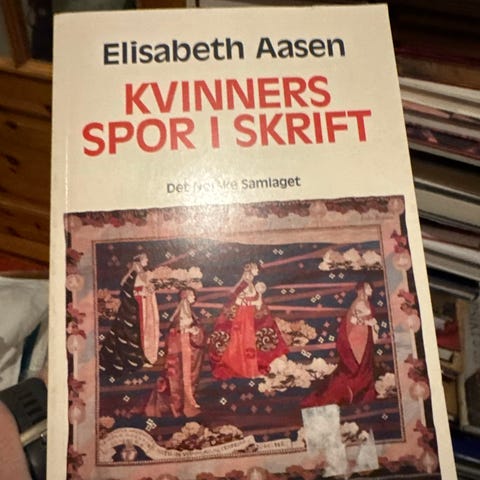 Elisabeth Aasen
KVINNERS
SPOR I SKRIFT
Det Norske Samlaget